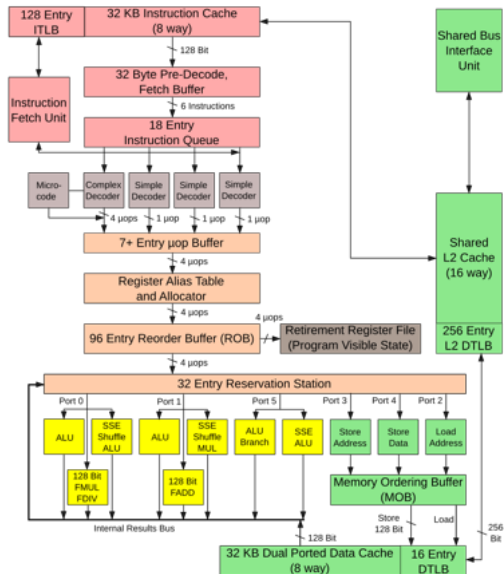 128 Entry
ITLB
32 KB Instruction Cache
(8 way)
Shared Bus
Interface
Unit
128 Bit
32 Byte Pre-Decode,
Fetch Buffer
Instruction
Fetch Unit
6 Instructions
18 Entry
Instruction Queue
Micro-
code
Complex
Decoder
Simple
Decoder
Simple
Decoder
Simple
Decoder
4 µops
1 µop
1 µop
1 µop
7+ Entry µop Buffer
4 µops
Register Alias Table
and Allocator
4 µops
4 µops
96 Entry Reorder Buffer (ROB)
Retirement Register File
(Program Visible State)
Shared
L2 Cache
(16 way)
256 Entry
L2 DTLB
4 µops
32 Entry Reservation Station
Port 0
Port 1
Port 5
Port 3
Port 4
Port 2
ALU
SSE
Shuffle
ALU
ALU
SSE
Shuffle
MUL
ALU
Branch
SSE
ALU
Store
Address
Store
Data
Load
Address
128 Bit
FMUL
FDIV
128 Bit
FADD
Memory Ordering Buffer
(MOB)
Internal Results Bus
Store
128 Bit
Load
256
Bit
128 Bit
32 KB Dual Ported Data Cache
(8 way)
16 Entry
DTLB